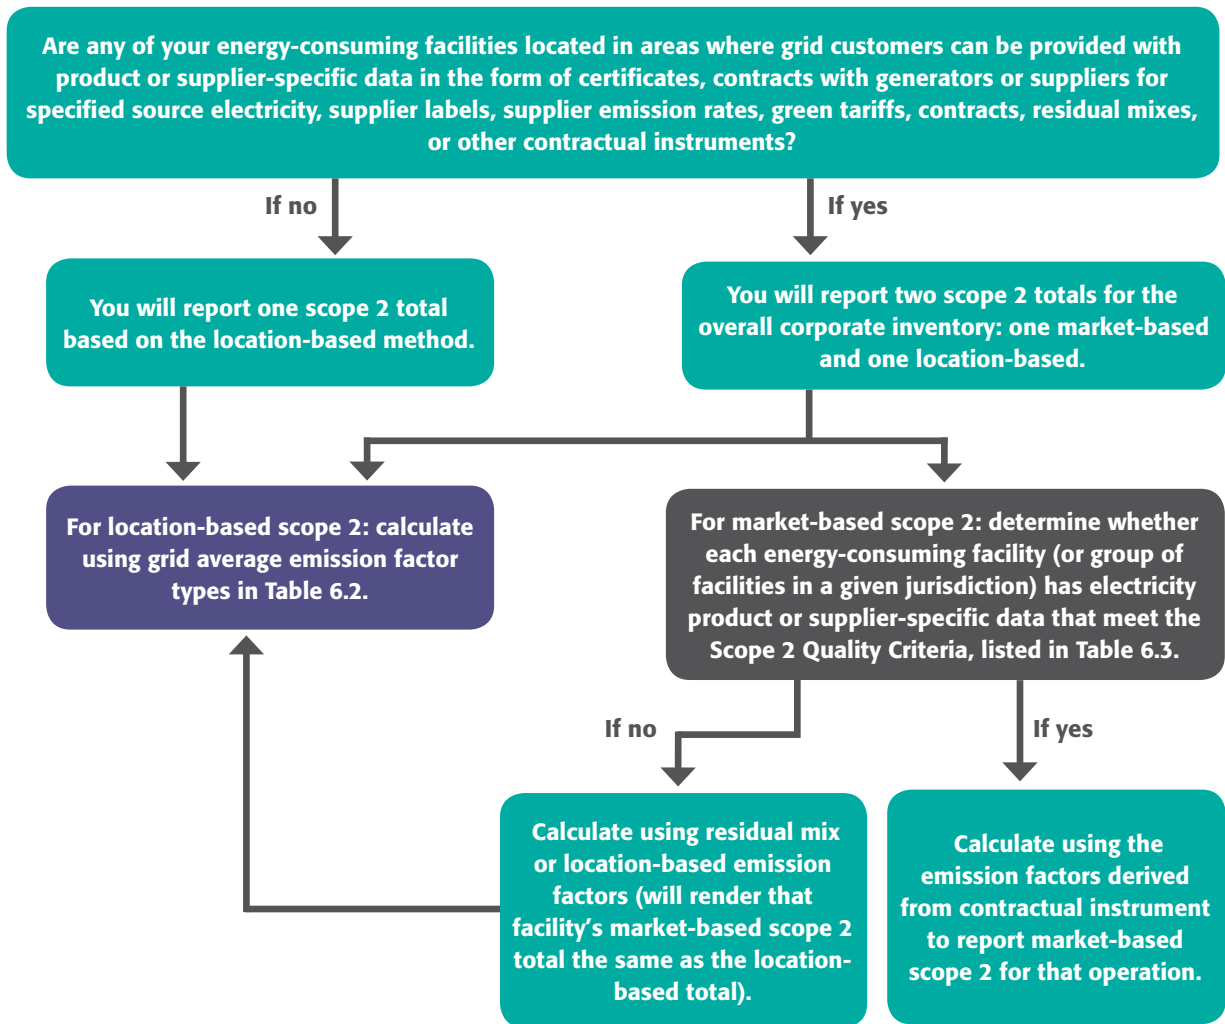 Are any of your energy-consuming facilities located in areas where grid customers can be provided with
product or supplier-specific data in the form of certificates, contracts with generators or suppliers for
specified source electricity, supplier labels, supplier emission rates, green tariffs, contracts, residual mixes,
or other contractual instruments?
If no
If yes
You will report one scope 2 total
based on the location-based method.
You will report two scope 2 totals for the
overall corporate inventory: one market-based
and one location-based.
For location-based scope 2: calculate
using grid average emission factor
types in Table 6.2.
For market-based scope 2: determine whether
each energy-consuming facility (or group of
facilities in a given jurisdiction) has electricity
product or supplier-specific data that meet the
Scope 2 Quality Criteria, listed in Table 6.3.
If no
If yes
Calculate using residual mix
or location-based emission
factors (will render that
facility's market-based scope 2
total the same as the location-
based total).
Calculate using the
emission factors derived
from contractual instrument
to report market-based
scope 2 for that operation.